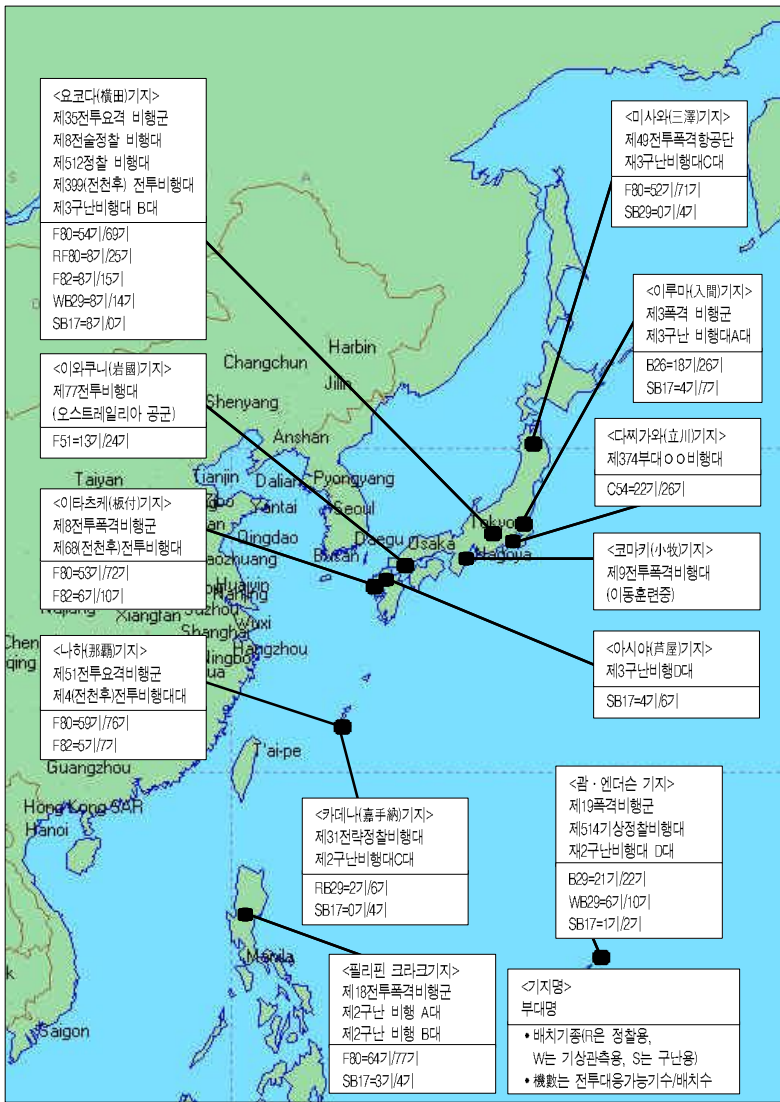 <요코다(橫田)기지>
제35전투요격 비행군
제8전술정찰 비행대
제512정찰 비행대
제399(전천후) 전투비행대
제3구난비행대 B대
F80=54기/69기
RF80=8기/25기
F82=8기/15기
WB29=8기/14기
SB17=8기/0기
<미사와(三澤)기지>
제49전투폭격항공단
재3구난비행대C대
F80=52기/71기
SB29=0기/4기
<이루마(入間)기지>
제3폭격 비행군
제3구난 비행대A대
B26=18기/26기
SB17=4기/7기
<이와쿠니(岩國)기지>
제77전투비행대
(오스트레일리아 공군)
F51=13기/24기
<다찌가와(立川)기지>
제374부대ㅇㅇ비행대
C54=22기/26기
<이타츠케(板付)기지>
제8전투폭격비행군
제68(전천후)전투비행대
F80=53기/72기
F82=6기/10기
<코마키(小牧)기지>
제9전투폭격비행대
(이동훈련중)
<나하(那覇)기지>
제51전투요격비행군
제4(전천후)전투비행대대
F80=59기/76기
F82=5기/7기
<아시야(芦屋)기지>
제3구난비행D대
SB17=4기/6기
<카데나(嘉手納)기지>
제31전략정찰비행대
제2구난비행대C대
RB29=2기/6기
SB17=0기/4기
<괌·엔더슨 기지>
제19폭격비행군
제514기상정찰비행대
재2구난비행대 D대
B29=21기/22기
WB29=6기/10기
SB17=1기/2기
<필리핀 크라크기지>
제18전투폭격비행군
제2구난 비행 A대
제2구난 비행 B대
F80=64기/77기
SB17=3기/4기
<기지명>
부대명
• 배치기종(R은 정찰용,
W는 기상관측용, S는 구난용)
• 機數는 전투대응가능기수/배치수
S
A
Harbin
Changchun
Jilin
Shenyang
Anshan
Tianjin
Dalian
Pyongyang
Taiyan
Yantai
Seoul
Qingdao
Daegu
Busan
Osaka
Tokyo
Nagoya
Huaiyin
Nanjing
Xiangfan
Suzhou
Wuxi
Shanghai
Hangzhou
Ningbo
T'ai-pe
Guangzhou
Hong Kong SAR
Hanoi
Manila
Saigon